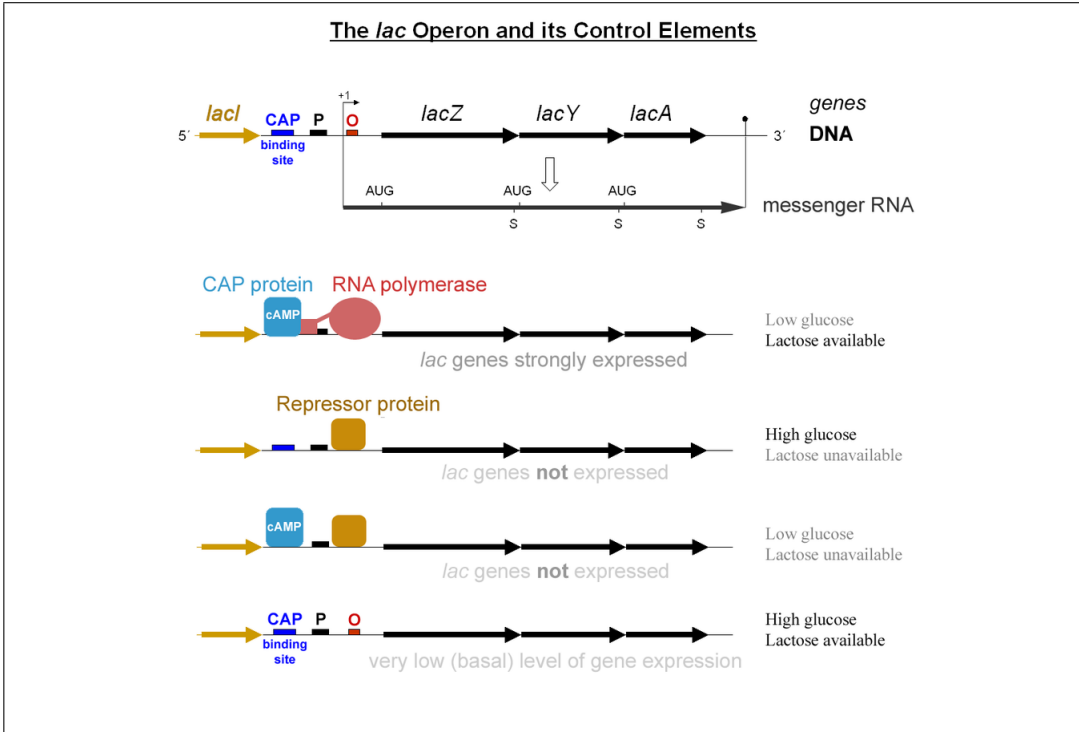 The lac Operon and its Control Elements
+1
lacI CAP P O lacZ lacY lacA genes
5´ 3´ DNA
binding
site
AUG AUG AUG
messenger RNA
S S S
CAP protein RNA polymerase
cAMP
Low glucose
Lactose available
lac genes strongly expressed
Repressor protein
High glucose
Lactose unavailable
lac genes not expressed
cAMP
Low glucose
Lactose unavailable
lac genes not expressed
CAP P O
binding
site
High glucose
Lactose available
very low (basal) level of gene expression